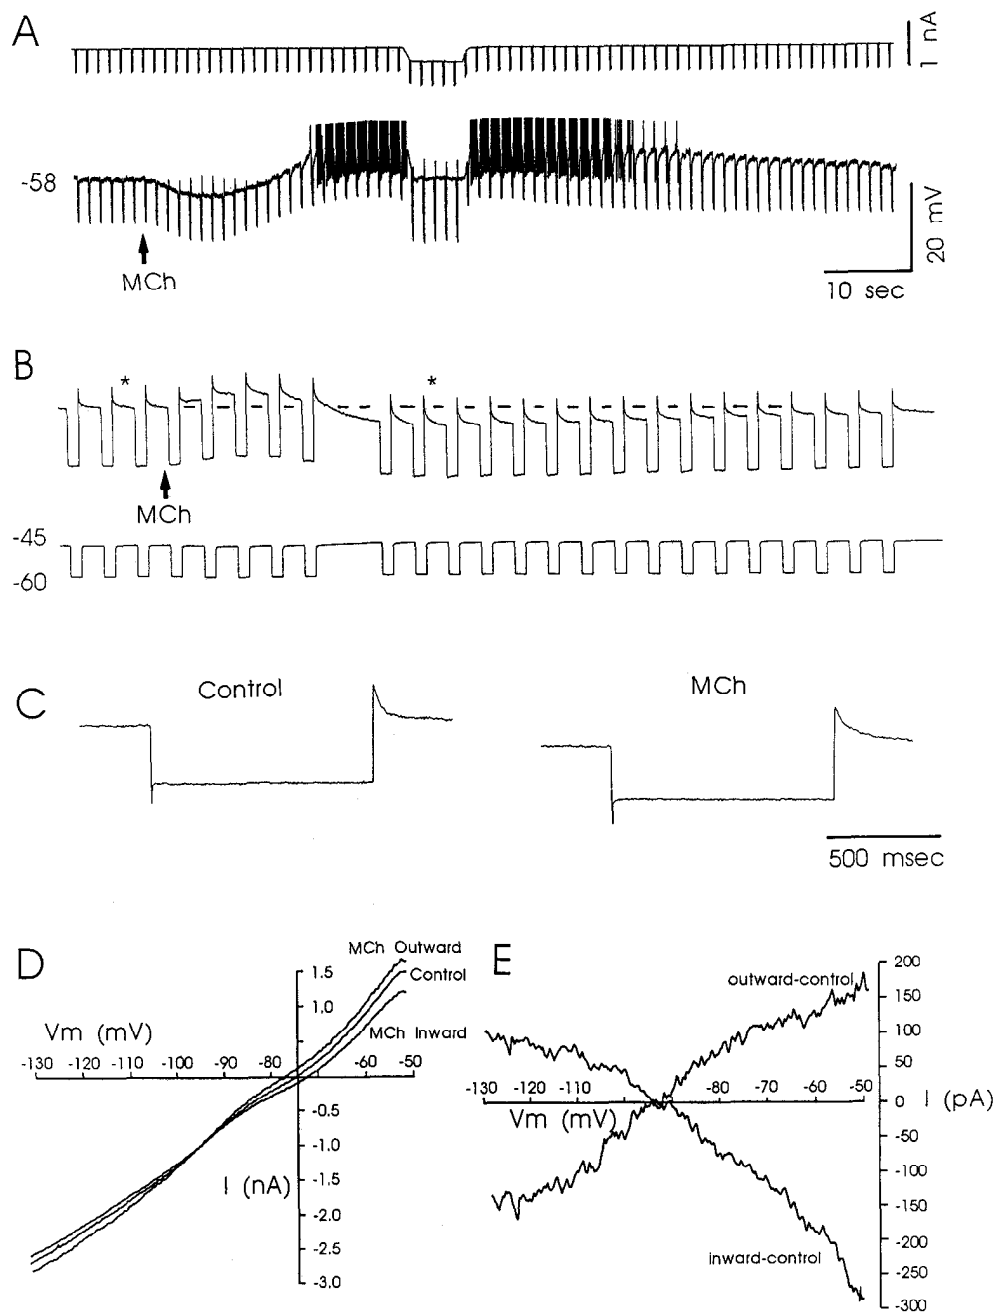 A
1 nA
-58
MCh
20 mV
10 sec
B
*
*
MCh
-45
-60
C
Control
MCh
500 msec
D
MCh Outward
Control
MCh Inward
Vm (mV)
-130 -120 -110 -100 -90 -80 -70 -60 -50
1.5
1.0
-0.5
-1.0
-1.5
-2.0
-2.5
-3.0
I (nA)
E
outward-control
inward-control
-130 -120 -110 -80 -70 -60 -50
Vm (mV)
200
150
100
50
0
-50
-100
-150
-200
-250
-300
I (pA)